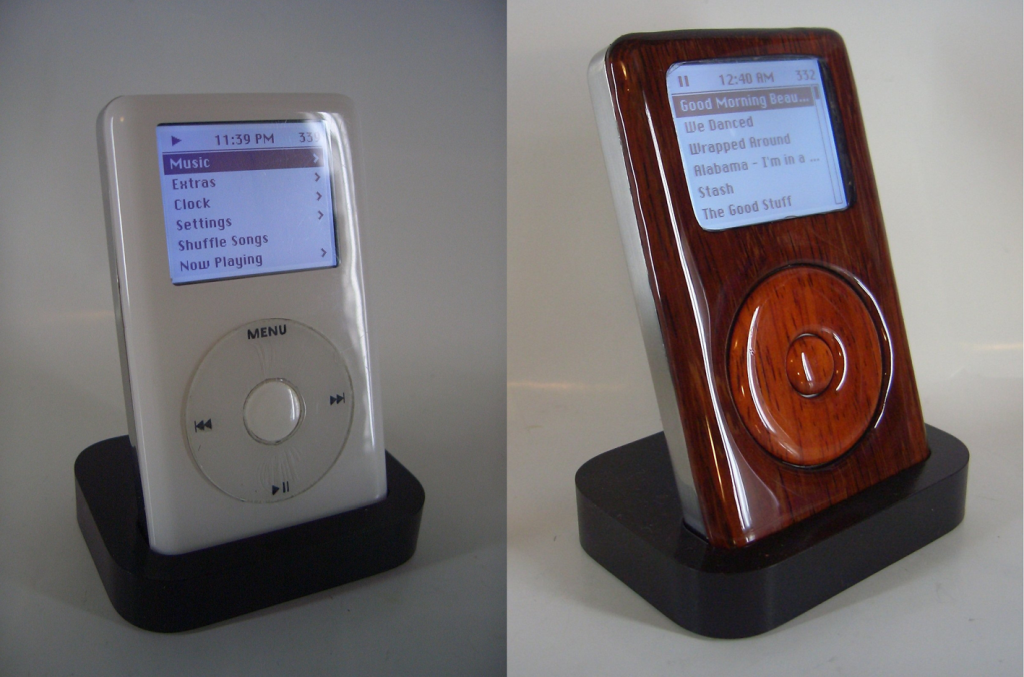 11:39 PM 339
Music
Extras
Clock
Settings
Shuffle Songs
Now Playing
MENU
12:40 AM 332
Good Morning Beau...
We Danced
Wrapped Around
Alabama - I'm in a ...
Stash
The Good Stuff